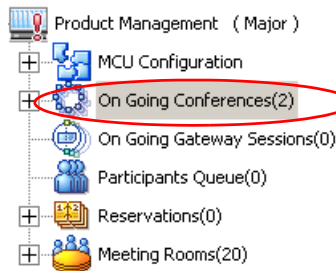 Product Management ( Major )
MCU Configuration
On Going Conferences(2)
On Going Gateway Sessions(0)
Participants Queue(0)
Reservations(0)
Meeting Rooms(20)